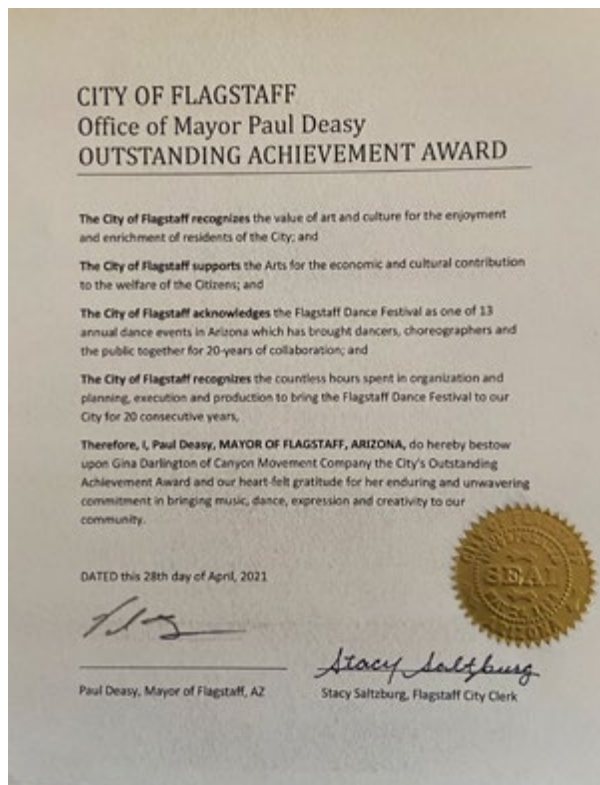 CITY OF FLAGSTAFF
Office of Mayor Paul Deasy
OUTSTANDING ACHIEVEMENT AWARD
The City of Flagstaff recognizes the value of art and culture for the enjoyment
and enrichment of residents of the City; and
The City of Flagstaff supports the Arts for the economic and cultural contribution
to the welfare of the Citizens; and
The City of Flagstaff acknowledges the Flagstaff Dance Festival as one of 13
annual dance events in Arizona which has brought dancers, choreographers and
the public together for 20-years of collaboration; and
The City of Flagstaff recognizes the countless hours spent in organization and
planning, execution and production to bring the Flagstaff Dance Festival to our
City for 20 consecutive years,
Therefore, I, Paul Deasy, MAYOR OF FLAGSTAFF, ARIZONA, do hereby bestow
upon Gina Darlington of Canyon Movement Company the City's Outstanding
Achievement Award and our heart-felt gratitude for her enduring and unwavering
commitment in bringing music, dance, expression and creativity to our
community.
SEAL
DATED this 28th day of April, 2021
Stacy Saltzburg
Paul Deasy, Mayor of Flagstaff, AZ
Stacy Saltzburg, Flagstaff City Clerk